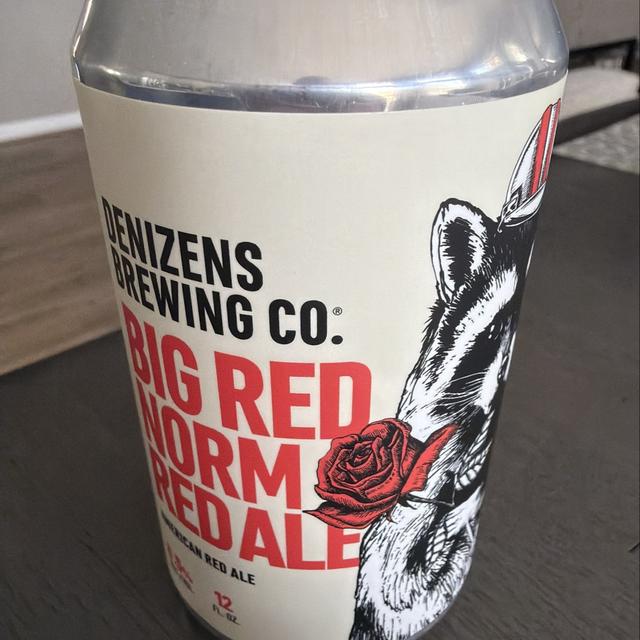 DENIZENS
BREWING CO.®
BIG RED
NORM
RED ALE
AMERICAN RED ALE
12
FL. OZ.